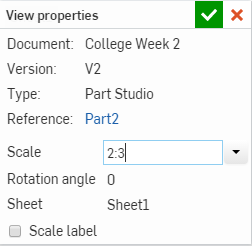 View properties
Document: College Week 2
Version: V2
Type: Part Studio
Reference: Part2
Scale 2:3
Rotation angle 0
Sheet Sheet1
Scale label